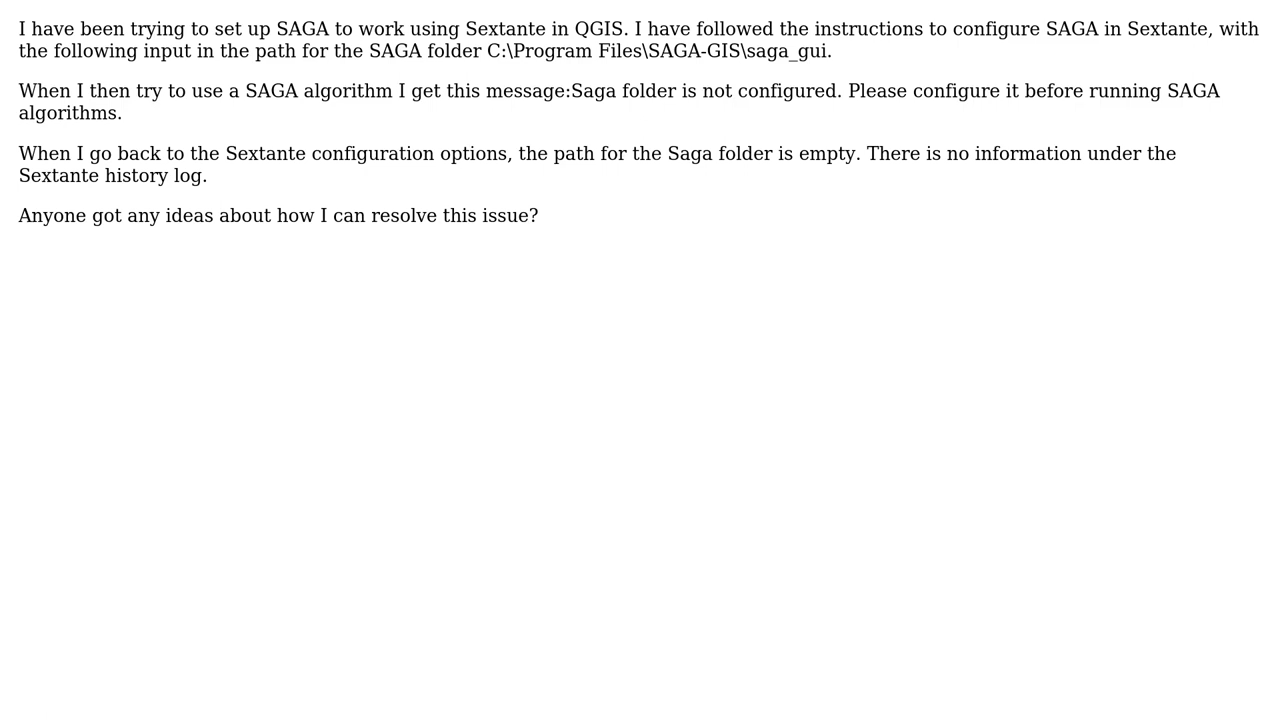 I have been trying to set up SAGA to work using Sextante in QGIS. I have followed the instructions to configure SAGA in Sextante, with
the following input in the path for the SAGA folder C:\Program Files\SAGA-GIS\saga_gui.
When I then try to use a SAGA algorithm I get this message:Saga folder is not configured. Please configure it before running SAGA
algorithms.
When I go back to the Sextante configuration options, the path for the Saga folder is empty. There is no information under the
Sextante history log.
Anyone got any ideas about how I can resolve this issue?